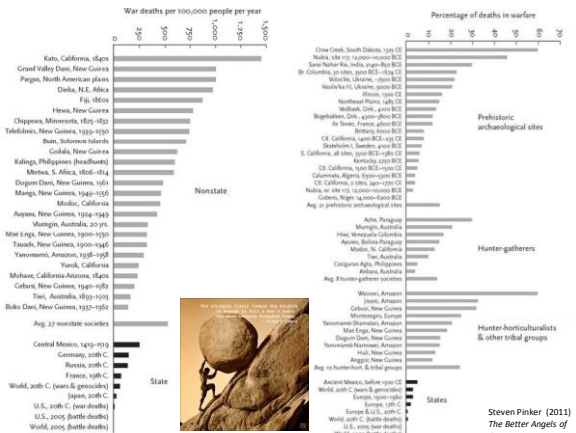 War deaths per 100,000 people per year
0
250
500
750
1,000
1,250
1,500
Kato, California, 1840s
Grand Valley Dani, New Guinea
Piegan, North American plans
Dinka, N.E. Africa
Fiji, 1860s
Hewa, New Guinea
Chippewa, Minnesota, 1825–1832
Telefolmin, New Guinea, 1939–1950
Buin, Solomon Islands
Goilala, New Guinea
Kalinga, Philippines (headhunts)
Mtetwa, S. Africa, 1806–1814
Dugum Dani, New Guinea, 1961
Manga, New Guinea, 1949–1956
Modoc, California
Auyana, New Guinea, 1924–1949
Murngin, Australia, 20 yrs.
Mae Enga, New Guinea, 1900–1950
Tauade, New Guinea, 1900–1946
Yanomamö, Amazon, 1938–1958
Yurok, California
Mohave, California-Arizona, 1840s
Gebusi, New Guinea, 1940–1982
Tiwi, Australia, 1893–1903
Boko Dani, New Guinea, 1937–1962
Nonstate
Avg. 27 nonstate societies
Central Mexico, 1419–1519
Germany, 20th C.
Russia, 20th C.
France, 19th C.
World, 20th C. (wars & genocides)
Japan, 20th C.
U.S., 20th C. (war deaths)
U.S., 2005 (battle deaths)
World, 2005 (battle deaths)
State
Percentage of deaths in warfare
0
10
20
30
40
50
60
70
Crow Creek, South Dakota, 1325 CE
Nubia, site 117, 12,000–10,000 BCE
Sarai Nahar Rai, India, 2140–850 BCE
Br. Columbia, 30 sites, 3500 BCE–1674 CE
Volos'ke, Ukraine, ~7500 BCE
Vasiliv'ka III, Ukraine, 9000 BCE
Illinois, 1300 CE
Northeast Plains, 1485 CE
Vedbaek, Dnk., 4100 BCE
Bogebakken, Dnk., 4300–3800 BCE
Ile Teviec, France, 4600 BCE
Brittany, 6000 BCE
Ctl. California, 1400 BCE–235 CE
Skateholm I, Sweden, 4100 BCE
S. California, 28 sites, 3500 BCE–1380 CE
Kentucky, 2750 BCE
Ctl. California, 1500 BCE–1500 CE
Calumnata, Algeria, 6300–5300 BCE
Ctl. California, 2 sites, 240–1770 CE
Nubia, nr. site 117, 12,000–10,000 BCE
Gobero, Niger, 14,000–6200 BCE
Avg. 21 prehistoric archaeological sites
Prehistoric
archaeological sites
Ache, Paraguay
Murngin, Australia
Hiwi, Venezuela-Colombia
Ayoreo, Bolivia-Paraguay
Modoc, N. California
Tiwi, Australia
Casiguran Agta, Philippines
Anbara, Australia
Avg. 8 hunter-gatherer societies
Hunter-gatherers
Waorani, Amazon
Jivaro, Amazon
Gebusi, New Guinea
Montenegro, Europe
Yanomamö-Shamatari, Amazon
Mae Enga, New Guinea
Dugum Dani, New Guinea
Yanomamö-Namowei, Amazon
Huli, New Guinea
Anggor, New Guinea
Avg. 10 hunter-hort. & tribal groups
Hunter-horticulturalists
& other tribal groups
Ancient Mexico, before 1500 CE
World, 20th C. (wars & genocides)
Europe, 1900–1960
Europe, 17th C.
Europe & U.S., 20th C.
World, 20th C. (battle deaths)
U.S., 2005 (war deaths)
States
Steven Pinker (2011)
The Better Angels of